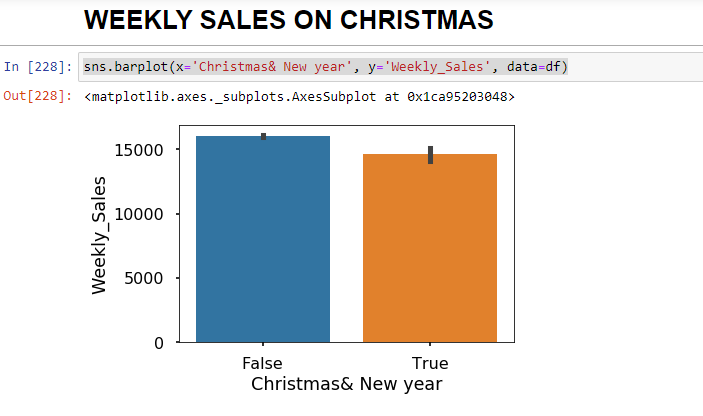 WEEKLY SALES ON CHRISTMAS
In [228]: sns.barplot(x='Christmas& New year', y='Weekly_Sales', data=df)
Out[228]: <matplotlib.axes._subplots.AxesSubplot at 0x1ca95203048>
Weekly_Sales
15000
10000
5000
0
False True
Christmas& New year